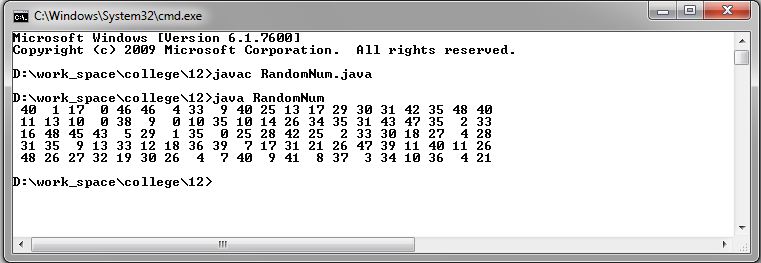 C:\Windows\System32\cmd.exe
Microsoft Windows [Version 6.1.7600]
Copyright (c) 2009 Microsoft Corporation.  All rights reserved.
D:\work_space\college\12>javac RandomNum.java
D:\work_space\college\12>java RandomNum
40  1 17  0 46 46  4 33  9 40 25 13 17 29 30 31 42 35 48 40
11 13 10  0 38  9  0 10 35 10 14 26 34 35 31 43 47 35  2 33
16 48 45 43  5 29  1 35  0 25 28 42 25  2 33 30 18 27  4 28
31 35  9 13 33 12 18 36 39  7 17 31 21 26 47 39 11 40 11 26
48 26 27 32 19 30 26  4  7 40  9 41  8 37  3 34 10 36  4 21
D:\work_space\college\12>